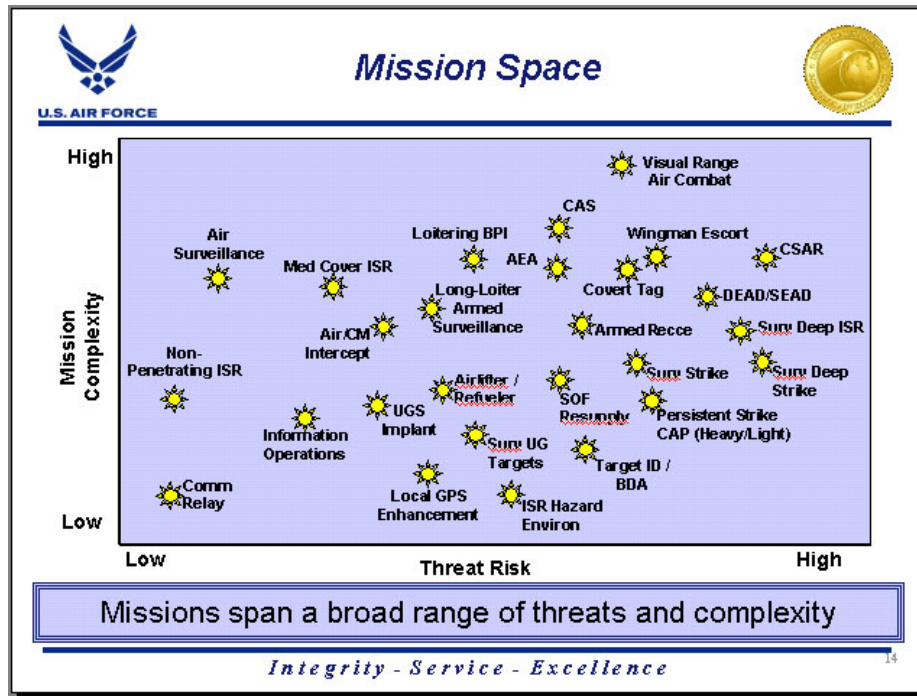 Mission Space
U.S. AIR FORCE
High
Visual Range
Air Combat
CAS
Air
Surveillance
Loitering BPI
Wingman Escort
Med Cover ISR
AEA
CSAR
Covert Tag
Long-Loiter
Armed
Surveillance
DEAD/SEAD
Air/CM
Intercept
Armed Recce
Surv Deep ISR
Mission
Complexity
Non-
Penetrating ISR
Airlifter /
Refueler
SOF
Resupply
Surv Strike
Surv Deep
Strike
UGS
Implant
Persistent Strike
CAP (Heavy/Light)
Information
Operations
Surv UG
Targets
Target ID /
BDA
Comm
Relay
Local GPS
Enhancement
ISR Hazard
Environ
Low
Low
Threat Risk
High
Missions span a broad range of threats and complexity
Integrity - Service - Excellence
14